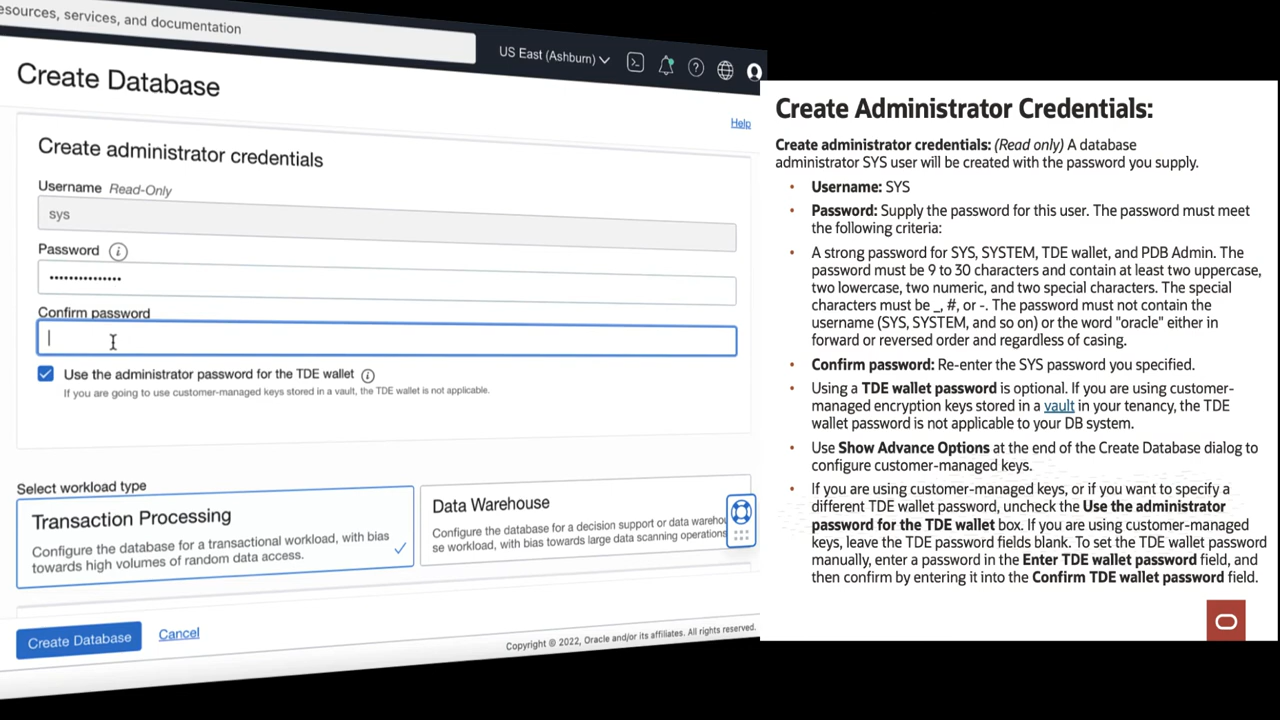 esources, services, and documentation
US East (Ashburn)
Create Database
Help
Create administrator credentials
Username Read-Only
sys
Password
•••••••••••••••
Confirm password
Use the administrator password for the TDE wallet
If you are going to use customer-managed keys stored in a vault, the TDE wallet is not applicable.
Select workload type
Transaction Processing
Configure the database for a transactional workload, with bias
towards high volumes of random data access.
Data Warehouse
Configure the database for a decision support or data warehou
se workload, with bias towards large data scanning operations
Create Database
Cancel
Copyright © 2022, Oracle and/or its affiliates. All rights reserved.
Create Administrator Credentials:
Create administrator credentials: (Read only) A database
administrator SYS user will be created with the password you supply.
• Username: SYS
• Password: Supply the password for this user. The password must meet
the following criteria:
• A strong password for SYS, SYSTEM, TDE wallet, and PDB Admin. The
password must be 9 to 30 characters and contain at least two uppercase,
two lowercase, two numeric, and two special characters. The special
characters must be _, #, or -. The password must not contain the
username (SYS, SYSTEM, and so on) or the word "oracle" either in
forward or reversed order and regardless of casing.
• Confirm password: Re-enter the SYS password you specified.
• Using a TDE wallet password is optional. If you are using customer-
managed encryption keys stored in a vault in your tenancy, the TDE
wallet password is not applicable to your DB system.
• Use Show Advance Options at the end of the Create Database dialog to
configure customer-managed keys.
• If you are using customer-managed keys, or if you want to specify a
different TDE wallet password, uncheck the Use the administrator
password for the TDE wallet box. If you are using customer-managed
keys, leave the TDE password fields blank. To set the TDE wallet password
manually, enter a password in the Enter TDE wallet password field, and
then confirm by entering it into the Confirm TDE wallet password field.